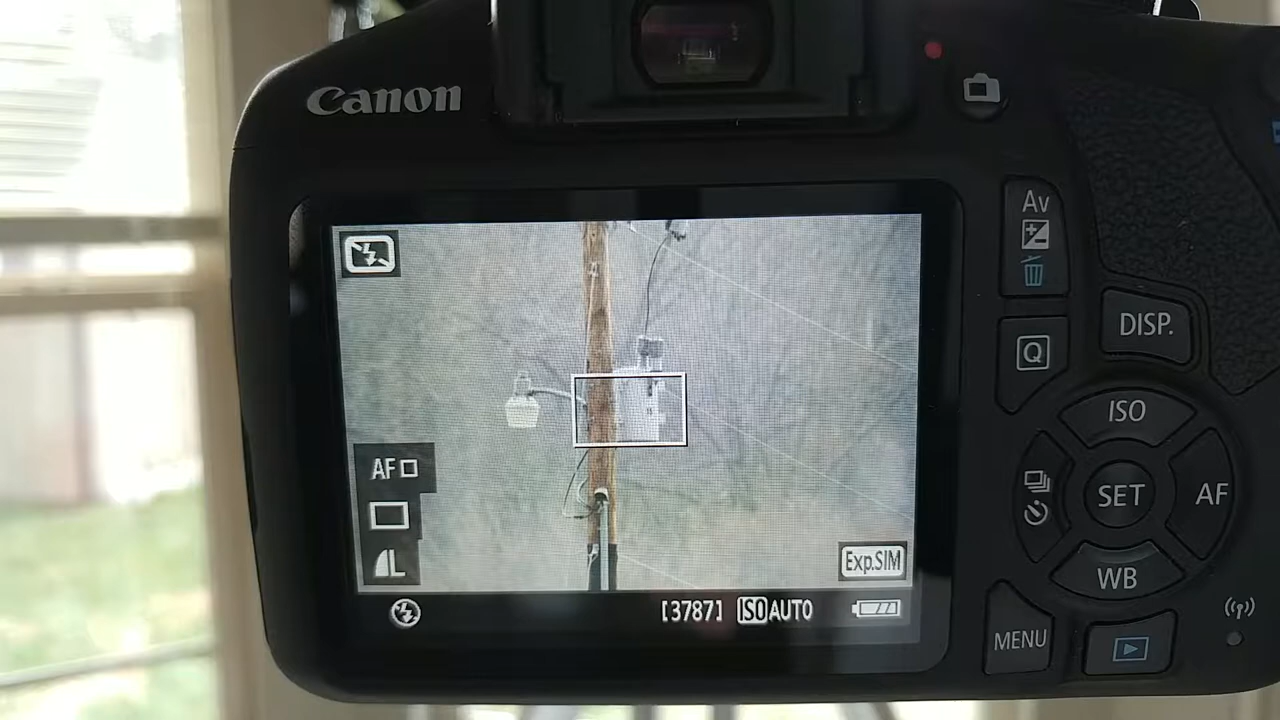 Canon
Av
DISP.
Q
ISO
AF
SET
AF
WB
Exp.SIM
[3787] ISO AUTO
MENU
L